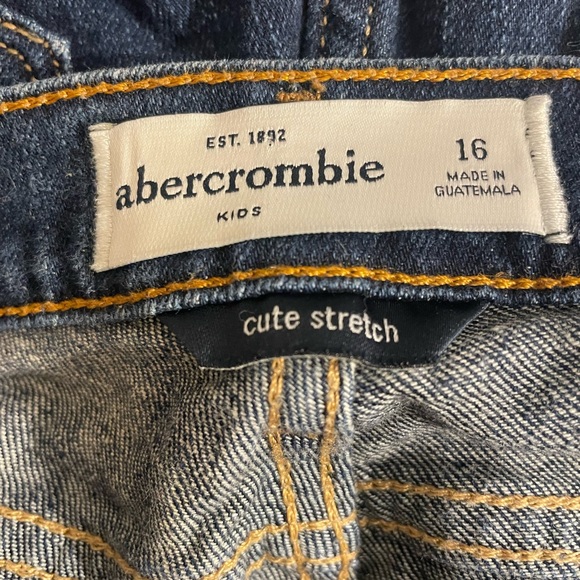 EST. 1892
abercrombie
KIDS
16
MADE IN
GUATEMALA
cute stretch